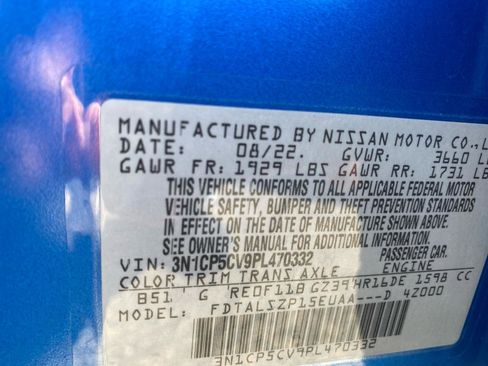 MANUFACTURED BY NISSAN MOTOR CO.,L
DATE: 08/22. GVWR: 3660 L
GAWR FR: 1929 LBS GAWR RR: 1731 LB
THIS VEHICLE CONFORMS TO ALL APPLICABLE FEDERAL MOTOR
VEHICLE SAFETY, BUMPER AND THEFT PREVENTION STANDARDS
IN EFFECT ON THE DATE OF MANUFACTURE SHOWN ABOVE.
SEE OWNER'S MANUAL FOR ADDITIONAL INFORMATION.
VIN: 3N1CP5CV9PL470332 PASSENGER CAR
COLOR TRIM TRANS AXLE ENGINE
B51 G RE0F11B GZ394HR16DE 1598 CC
MODEL: FDTALSZP15EUAA---D 4Z000
3N1CP5CV9PL470332